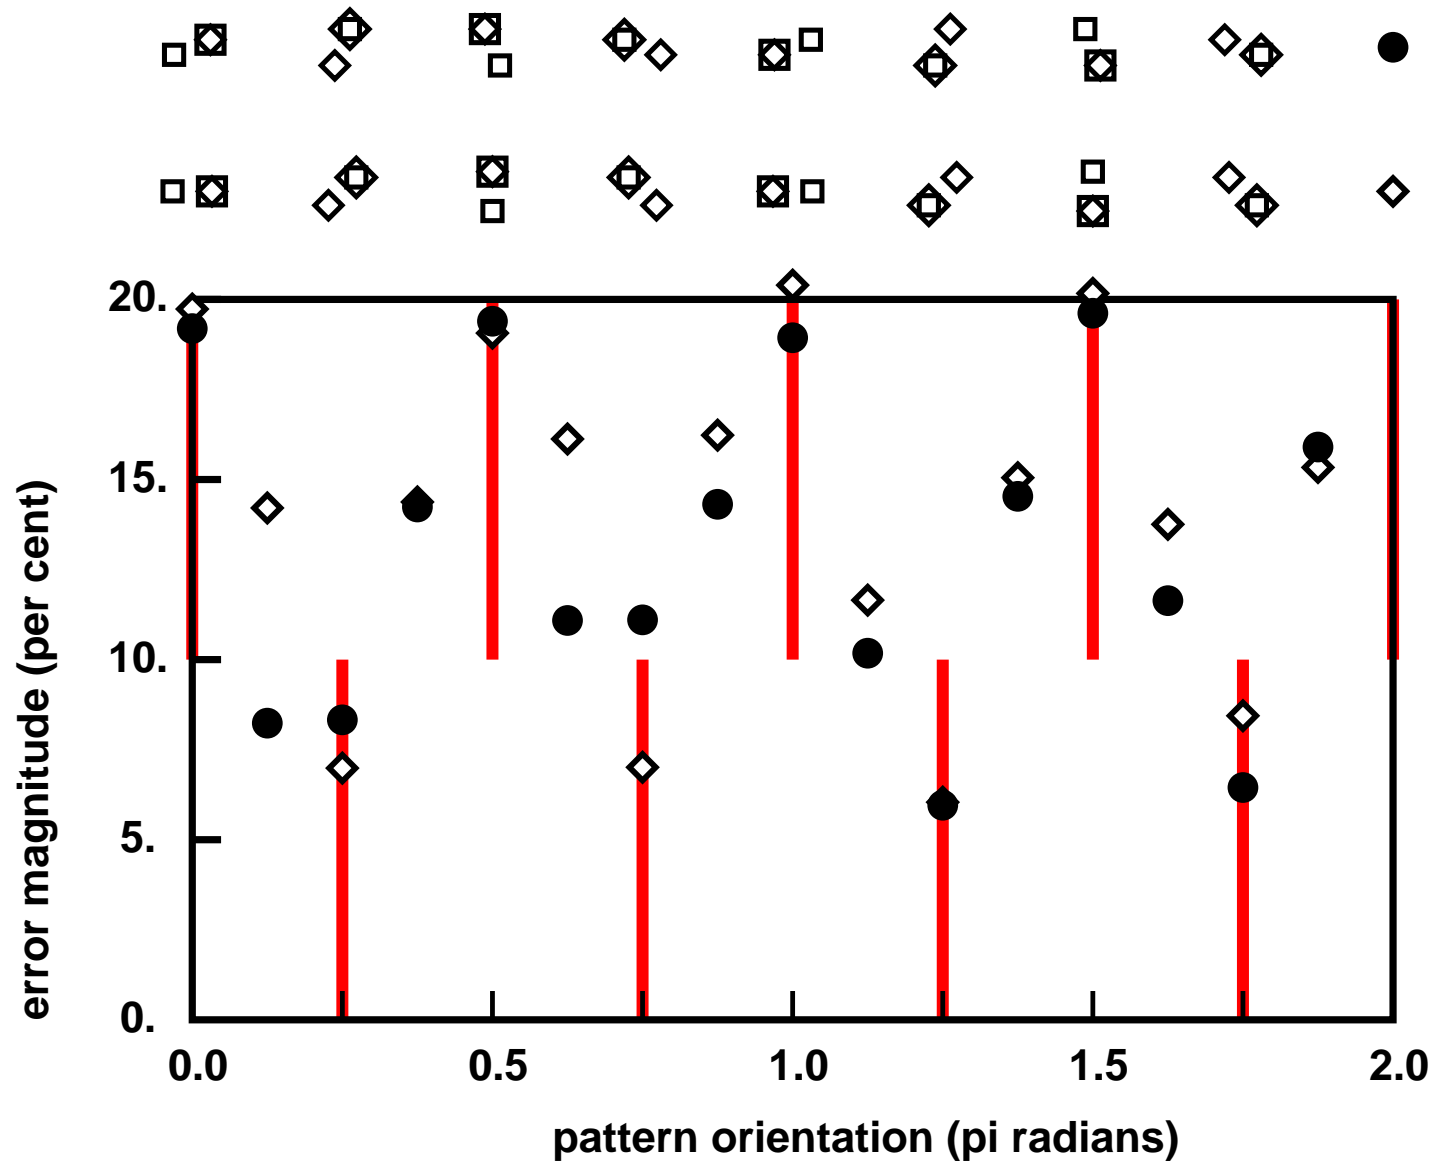 20.
15.
10.
5.
0.
error magnitude (per cent)
0.0 0.5 1.0 1.5 2.0
pattern orientation (pi radians)